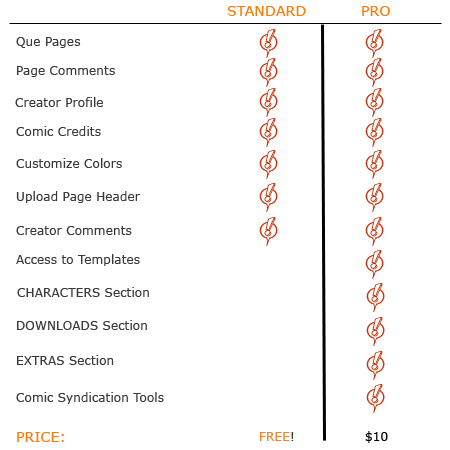 STANDARD PRO
Que Pages
Page Comments
Creator Profile
Comic Credits
Customize Colors
Upload Page Header
Creator Comments
Access to Templates
CHARACTERS Section
DOWNLOADS Section
EXTRAS Section
Comic Syndication Tools
PRICE: FREE! $10